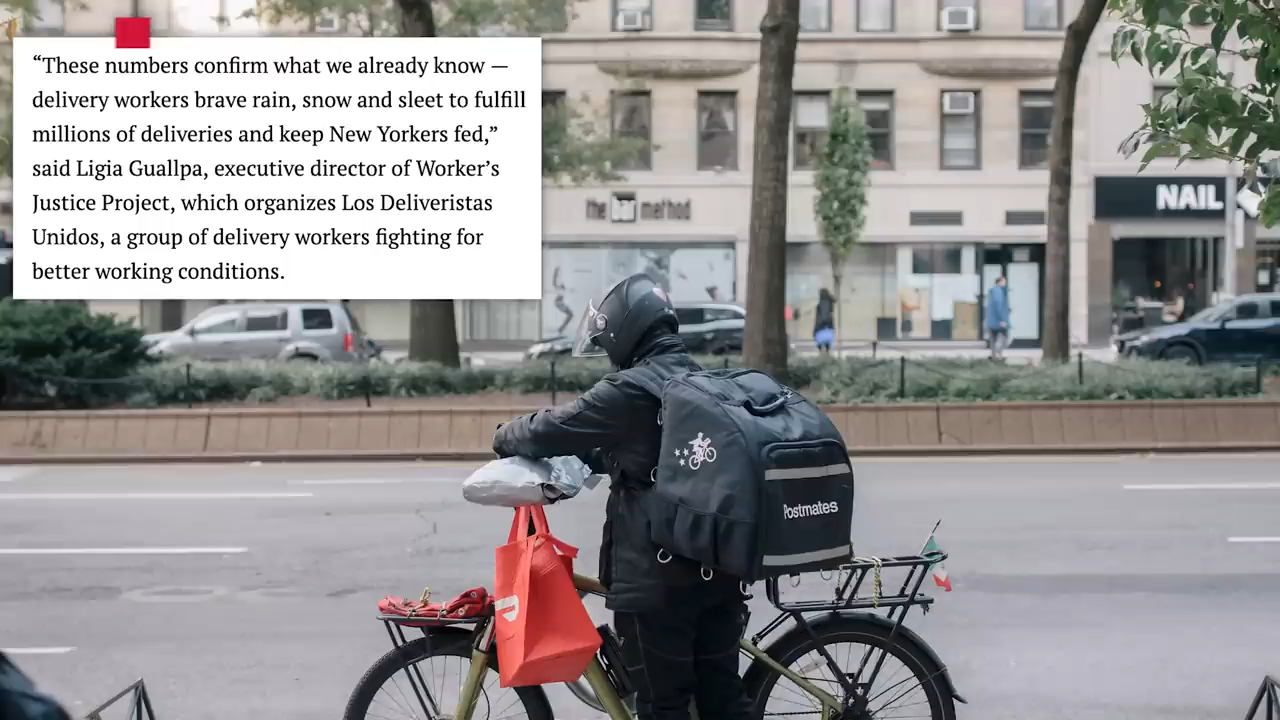 “These numbers confirm what we already know —
delivery workers brave rain, snow and sleet to fulfill
millions of deliveries and keep New Yorkers fed,”
said Ligia Guallpa, executive director of Worker’s
Justice Project, which organizes Los Deliveristas
Unidos, a group of delivery workers fighting for
better working conditions.
the method
NAIL
Postmates